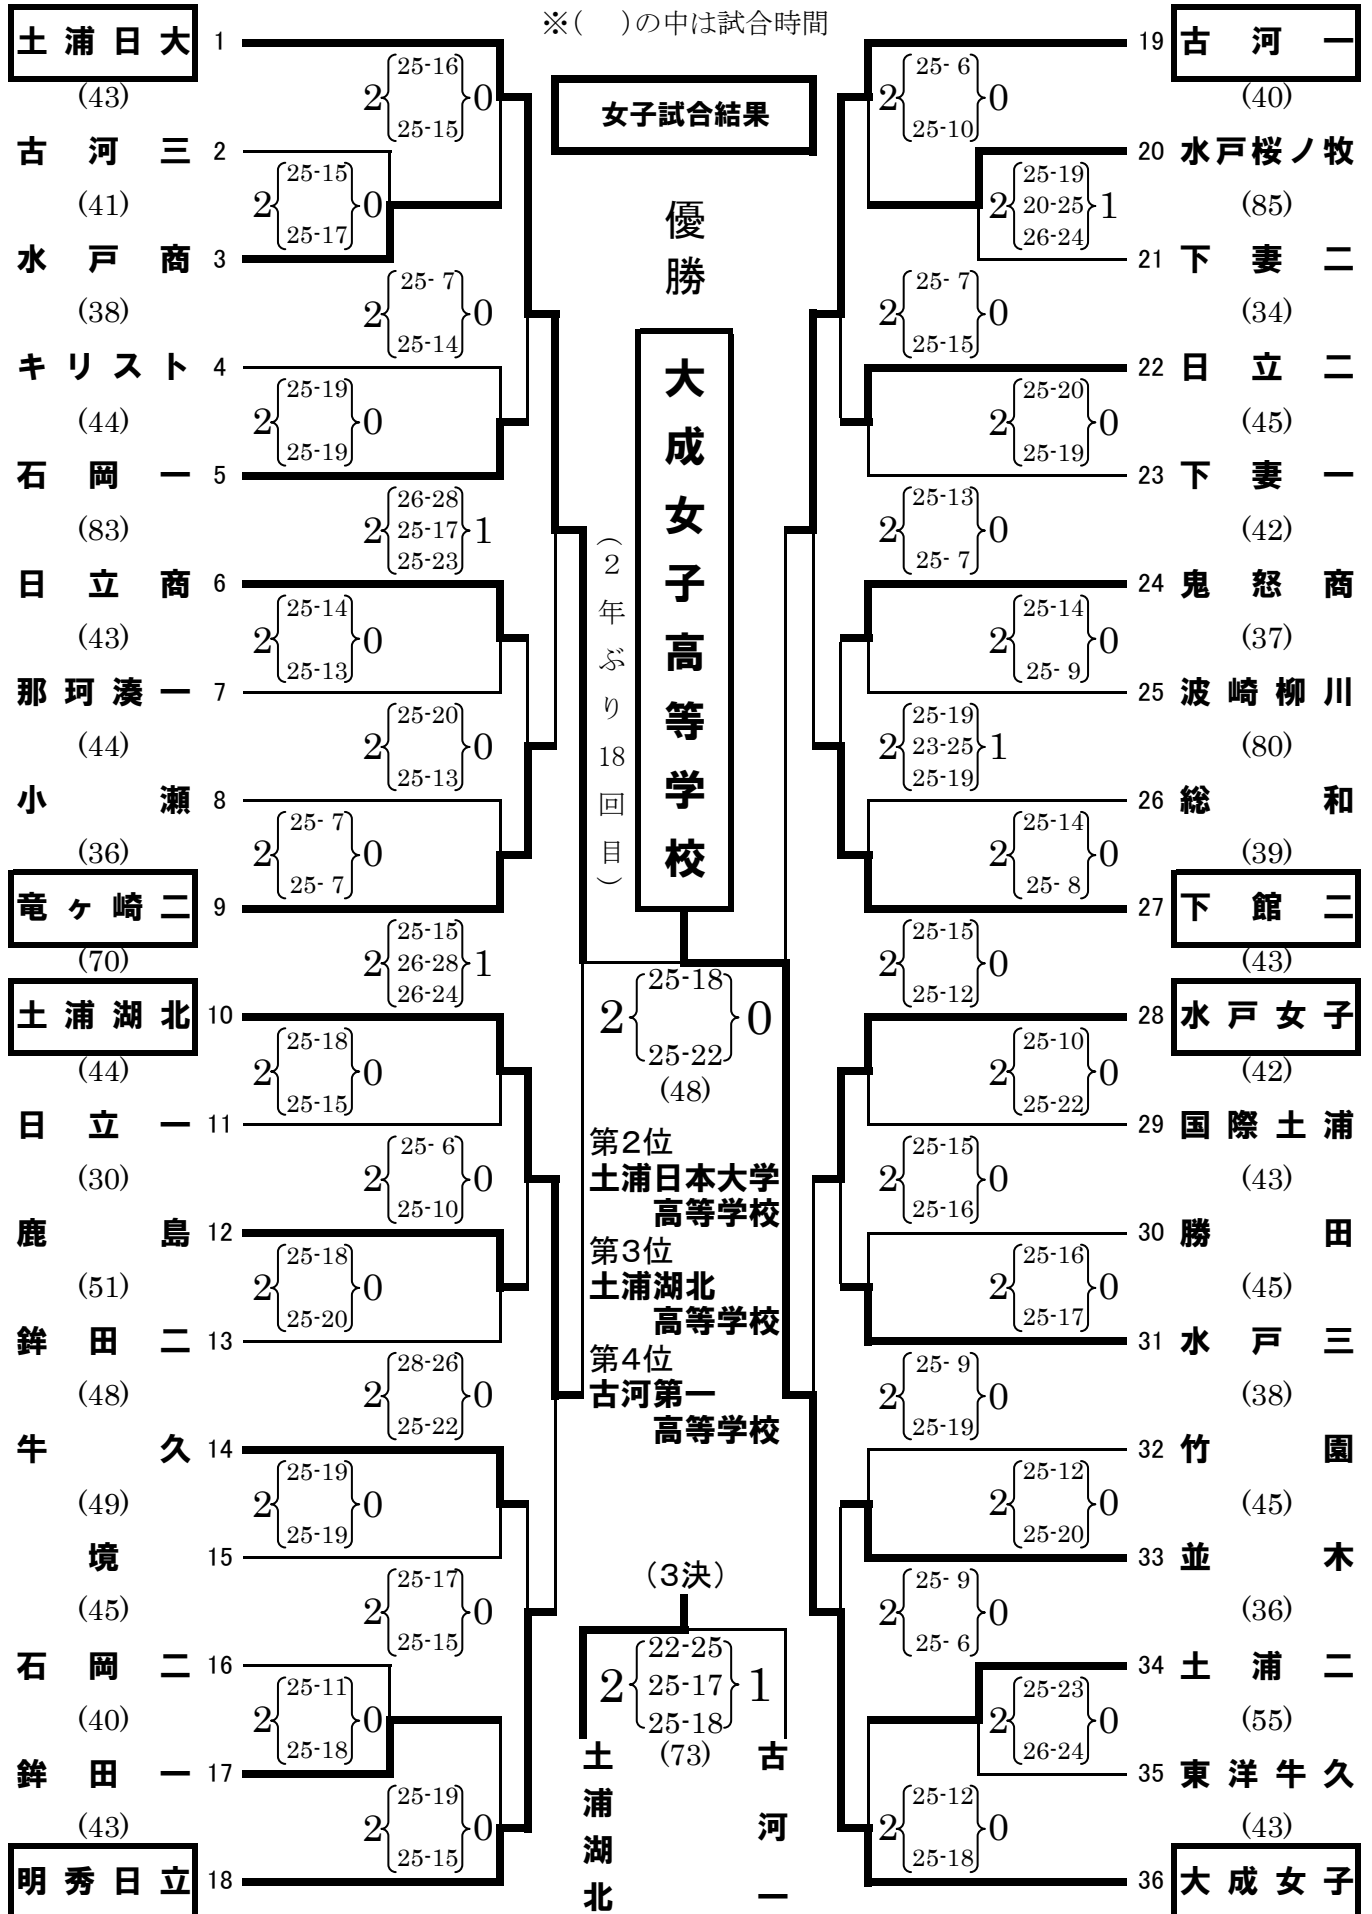 ※(　)の中は試合時間
女子試合結果
優勝
大成女子高等学校
（2年ぶり18回目）
土浦日大 1
(43)
2 25-16 25-15 0
古河三 2
(41)
2 25-15 25-17 0
水戸商 3
(38)
2 25- 7 25-14 0
キリスト 4
(44)
2 25-19 25-19 0
石岡一 5
(83)
2 26-28 25-17 25-23 1
日立商 6
(43)
2 25-14 25-13 0
那珂湊一 7
(44)
2 25-20 25-13 0
小瀬 8
(36)
2 25- 7 25- 7 0
竜ヶ崎二 9
(70)
2 25-15 26-28 26-24 1
土浦湖北 10
(44)
2 25-18 25-15 0
日立一 11
(30)
2 25- 6 25-10 0
鹿島 12
(51)
2 25-18 25-20 0
鉾田二 13
(48)
2 28-26 25-22 0
牛久 14
(49)
2 25-19 25-19 0
境 15
(45)
2 25-17 25-15 0
石岡二 16
(40)
2 25-11 25-18 0
鉾田一 17
(43)
2 25-19 25-15 0
明秀日立 18
2 25-18 25-22 0
(48)
第2位
土浦日本大学
高等学校
第3位
土浦湖北
高等学校
第4位
古河第一
高等学校
(3決)
2 22-25 25-17 25-18 1
(73)
土浦湖北
古河一
19 古河一
(40)
2 25- 6 25-10 0
20 水戸桜ノ牧
(85)
2 25-19 20-25 26-24 1
21 下妻二
(34)
2 25- 7 25-15 0
22 日立二
(45)
2 25-20 25-19 0
23 下妻一
(42)
2 25-13 25- 7 0
24 鬼怒商
(37)
2 25-14 25- 9 0
25 波崎柳川
(80)
2 25-19 23-25 25-19 1
26 総和
(39)
2 25-14 25- 8 0
27 下館二
(43)
2 25-15 25-12 0
28 水戸女子
(42)
2 25-10 25-22 0
29 国際土浦
(43)
2 25-15 25-16 0
30 勝田
(45)
2 25-16 25-17 0
31 水戸三
(38)
2 25- 9 25-19 0
32 竹園
(45)
2 25-12 25-20 0
33 並木
(36)
2 25- 9 25- 6 0
34 土浦二
(55)
2 25-23 26-24 0
35 東洋牛久
(43)
2 25-12 25-18 0
36 大成女子